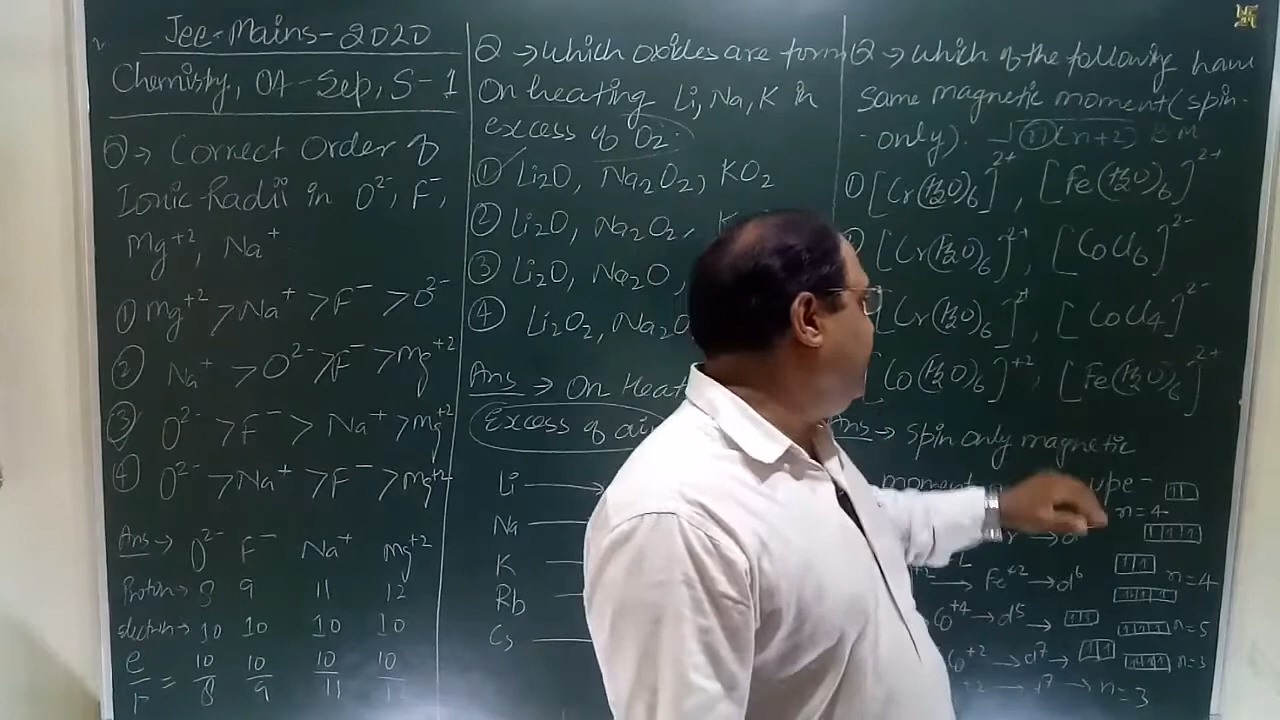 Jee-Mains-2020
Chemistry, 04-Sep, S-1
Q→ Correct Order of
Ionic Radii in O²⁻, F⁻,
Mg⁺², Na⁺
① Mg⁺² > Na⁺ > F⁻ > O²⁻
② Na⁺ > O²⁻ > F⁻ > Mg⁺²
③ O²⁻ > F⁻ > Na⁺ > Mg⁺²
④ O²⁻ > Na⁺ > F⁻ > Mg⁺²
Ans → O²⁻ F⁻ Na⁺ Mg⁺²
Proton→ 8 9 11 12
electron→ 10 10 10 10
e/p = 10/8 10/9 10/11 10/12
Q → which oxides are form
On heating Li, Na, K in
excess of O₂.
① Li₂O, Na₂O₂, KO₂
② Li₂O, Na₂O₂, K
③ Li₂O, Na₂O,
④ Li₂O₂, Na₂O
Ans → On Heat
Excess of air
Li →
Na
K
Rb
Cs
Q → which of the following have
same magnetic moment (spin-
-only). √n(n+2) BM
① [Cr(H₂O)₆]²⁺, [Fe(H₂O)₆]²⁺
[Cr(H₂O)₆]²⁺, [CoCl₆]²⁻
[Cr(H₂O)₆]²⁺, [CoCl₄]²⁻
[Co(H₂O)₆]⁺², [Fe(H₂O)₆]²⁺
Ans → spin only magnetic
moment
n=4
→ Fe⁺² → d⁶ n=4
Co⁺⁴ → d⁵ → n=5
Co⁺² → d⁷ → n=3
→ d⁷ → n=3